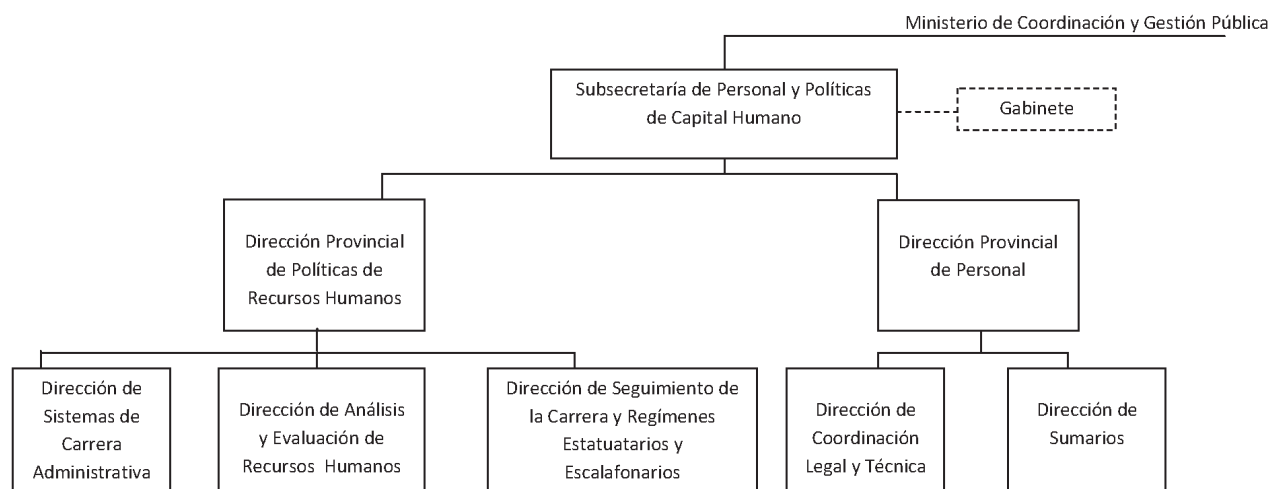 Ministerio de Coordinación y Gestión Pública
Subsecretaría de Personal y Políticas
de Capital Humano
Gabinete
Dirección Provincial
de Políticas de
Recursos Humanos
Dirección Provincial
de Personal
Dirección de
Sistemas de
Carrera
Administrativa
Dirección de Análisis
y Evaluación de
Recursos Humanos
Dirección de Seguimiento de
la Carrera y Regímenes
Estatuatarios y
Escalafonarios
Dirección de
Coordinación
Legal y Técnica
Dirección de
Sumarios